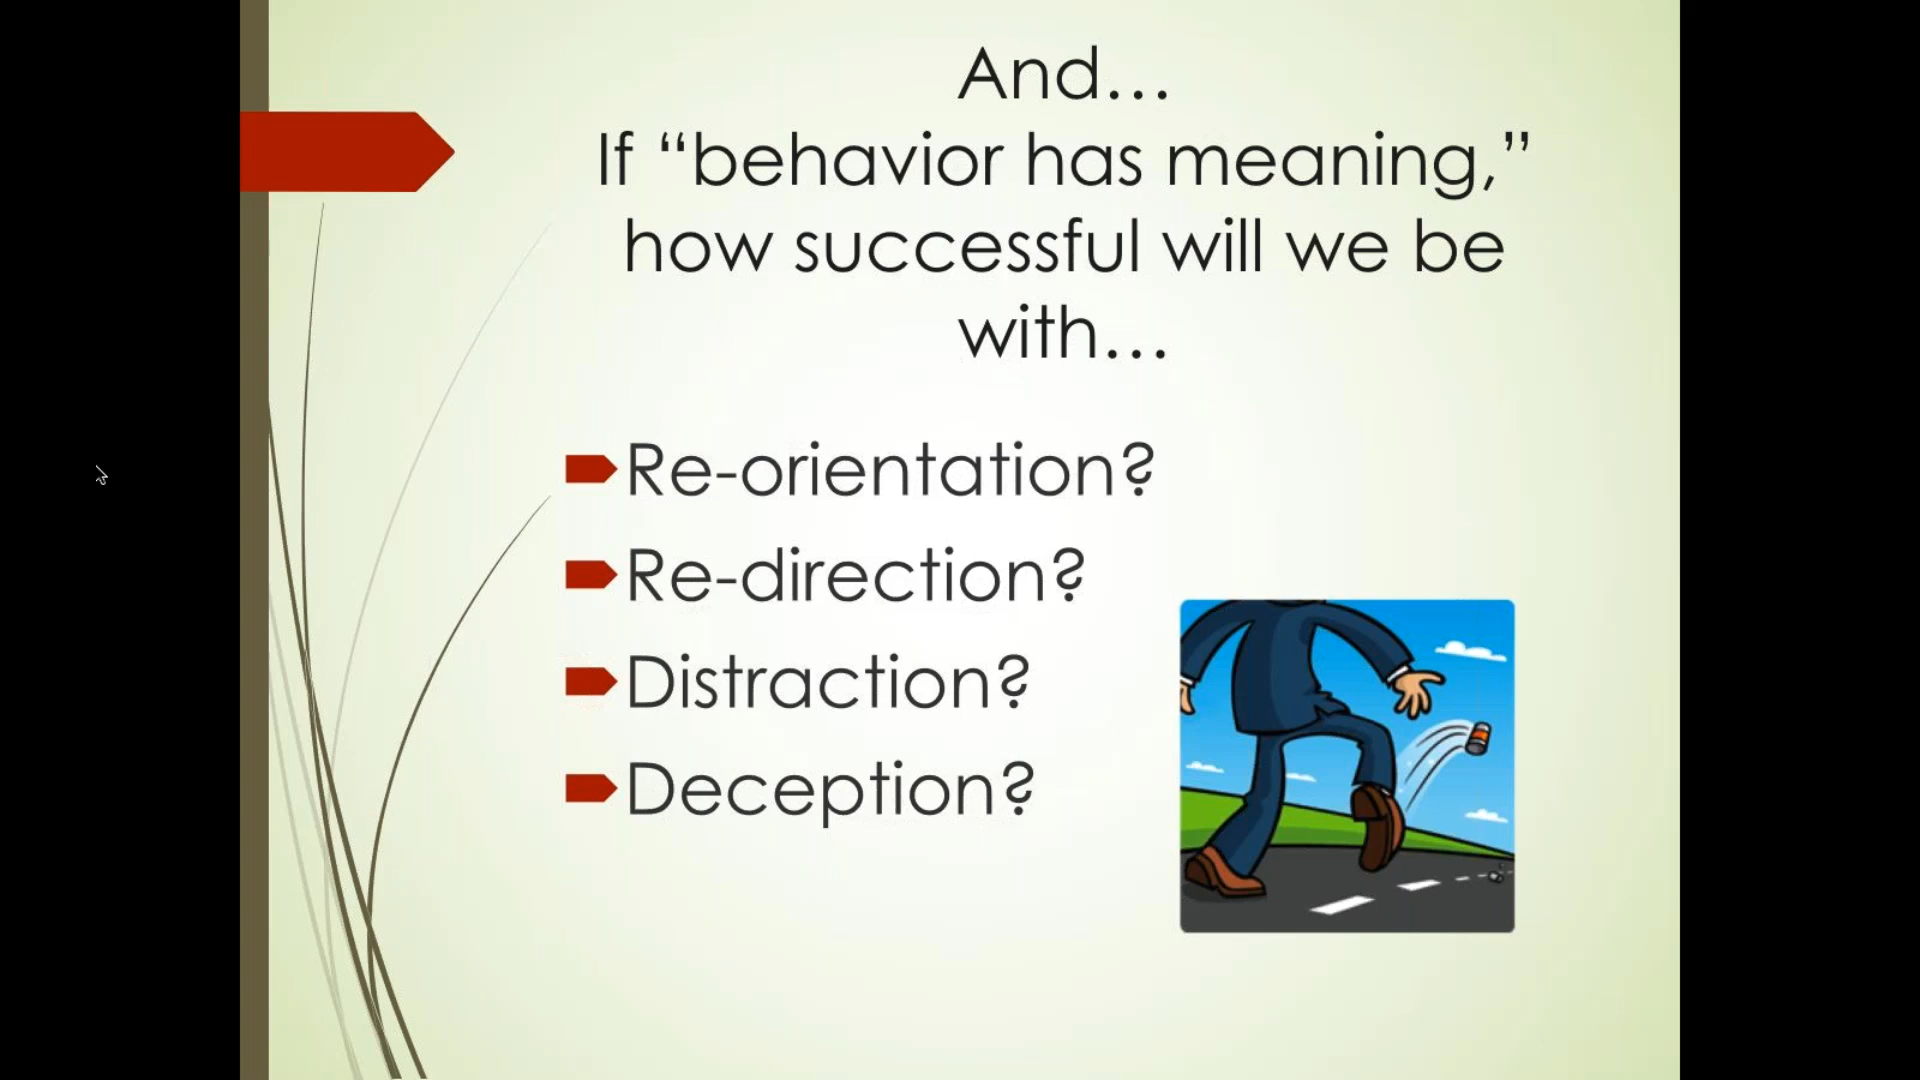 And…
If “behavior has meaning,”
how successful will we be
with…
Re-orientation?
Re-direction?
Distraction?
Deception?